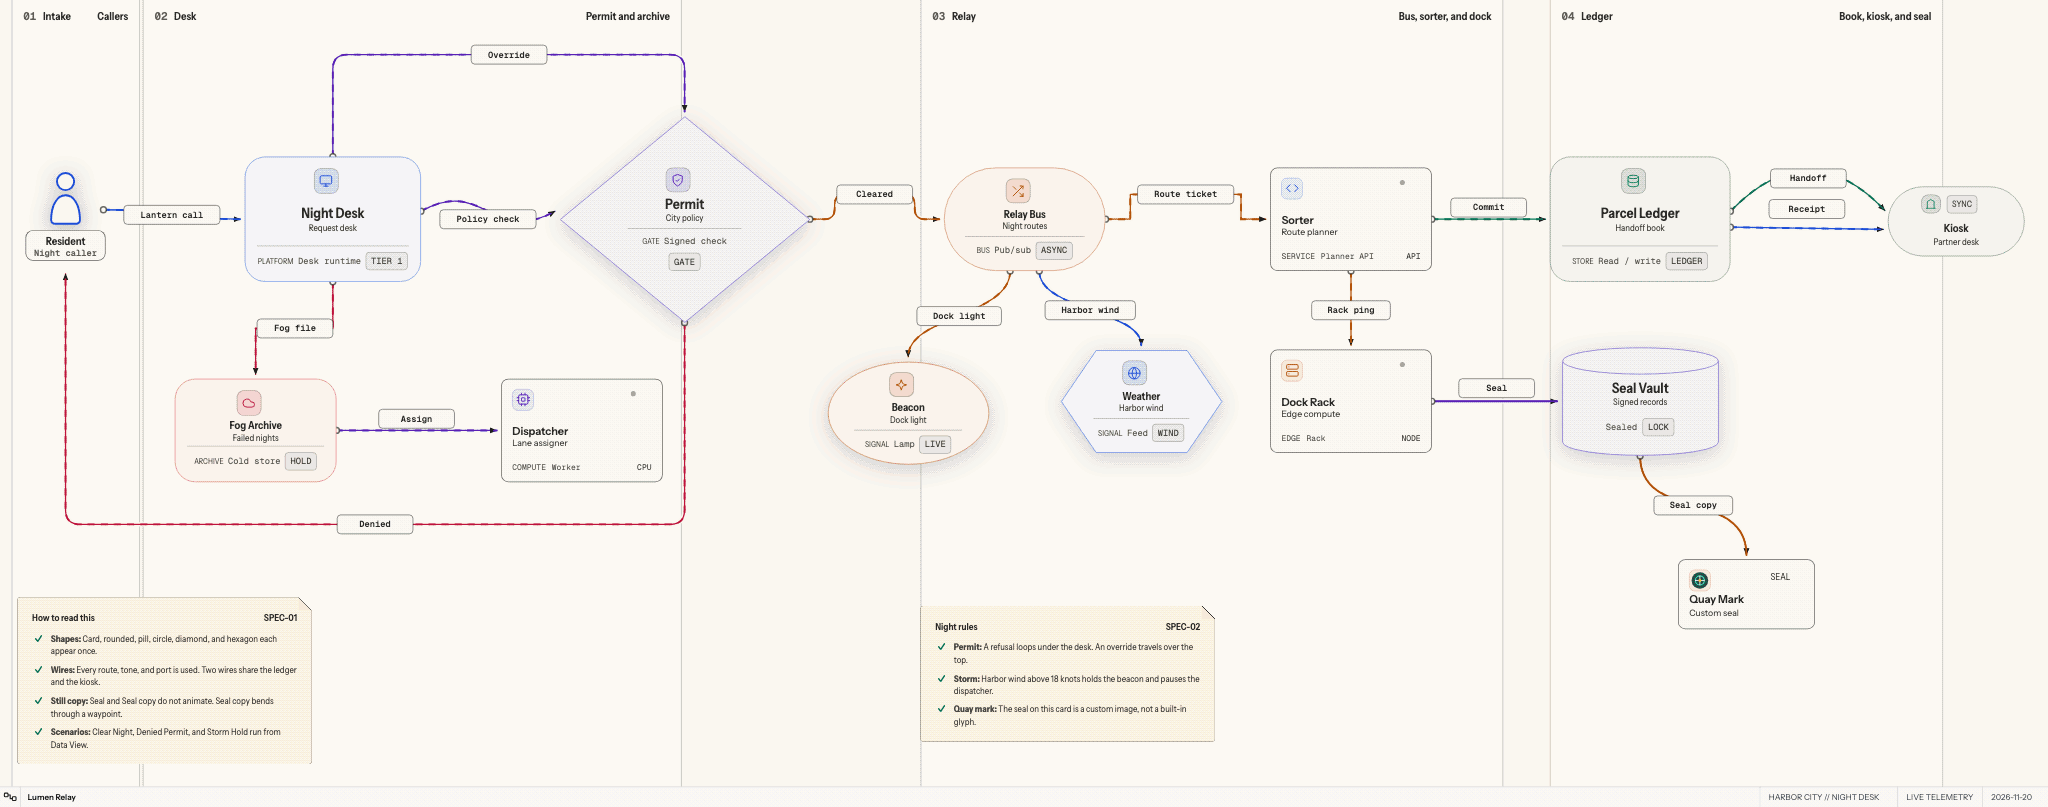 01 Intake Callers
02 Desk Permit and archive
03 Relay Bus, sorter, and dock
04 Ledger Book, kiosk, and seal
Override
Resident
Night caller
Lantern call
Night Desk
Request desk
PLATFORM Desk runtime TIER 1
Policy check
Permit
City policy
GATE Signed check
GATE
Cleared
Relay Bus
Night routes
BUS Pub/sub ASYNC
Route ticket
Sorter
Route planner
SERVICE Planner API API
Commit
Parcel Ledger
Handoff book
STORE Read / write LEDGER
Handoff
Receipt
SYNC
Kiosk
Partner desk
Fog file
Dock light
Harbor wind
Rack ping
Fog Archive
Failed nights
ARCHIVE Cold store HOLD
Assign
Dispatcher
Lane assigner
COMPUTE Worker CPU
Beacon
Dock light
SIGNAL Lamp LIVE
Weather
Harbor wind
SIGNAL Feed WIND
Dock Rack
Edge compute
EDGE Rack NODE
Seal
Seal Vault
Signed records
Sealed LOCK
Denied
Seal copy
SEAL
Quay Mark
Custom seal
How to read this SPEC-01
Shapes: Card, rounded, pill, circle, diamond, and hexagon each
appear once.
Wires: Every route, tone, and port is used. Two wires share the ledger
and the kiosk.
Still copy: Seal and Seal copy do not animate. Seal copy bends
through a waypoint.
Scenarios: Clear Night, Denied Permit, and Storm Hold run from
Data View.
Night rules SPEC-02
Permit: A refusal loops under the desk. An override travels over the
top.
Storm: Harbor wind above 18 knots holds the beacon and pauses the
dispatcher.
Quay mark: The seal on this card is a custom image, not a built-in
glyph.
Lumen Relay
HARBOR CITY // NIGHT DESK
LIVE TELEMETRY
2026-11-20